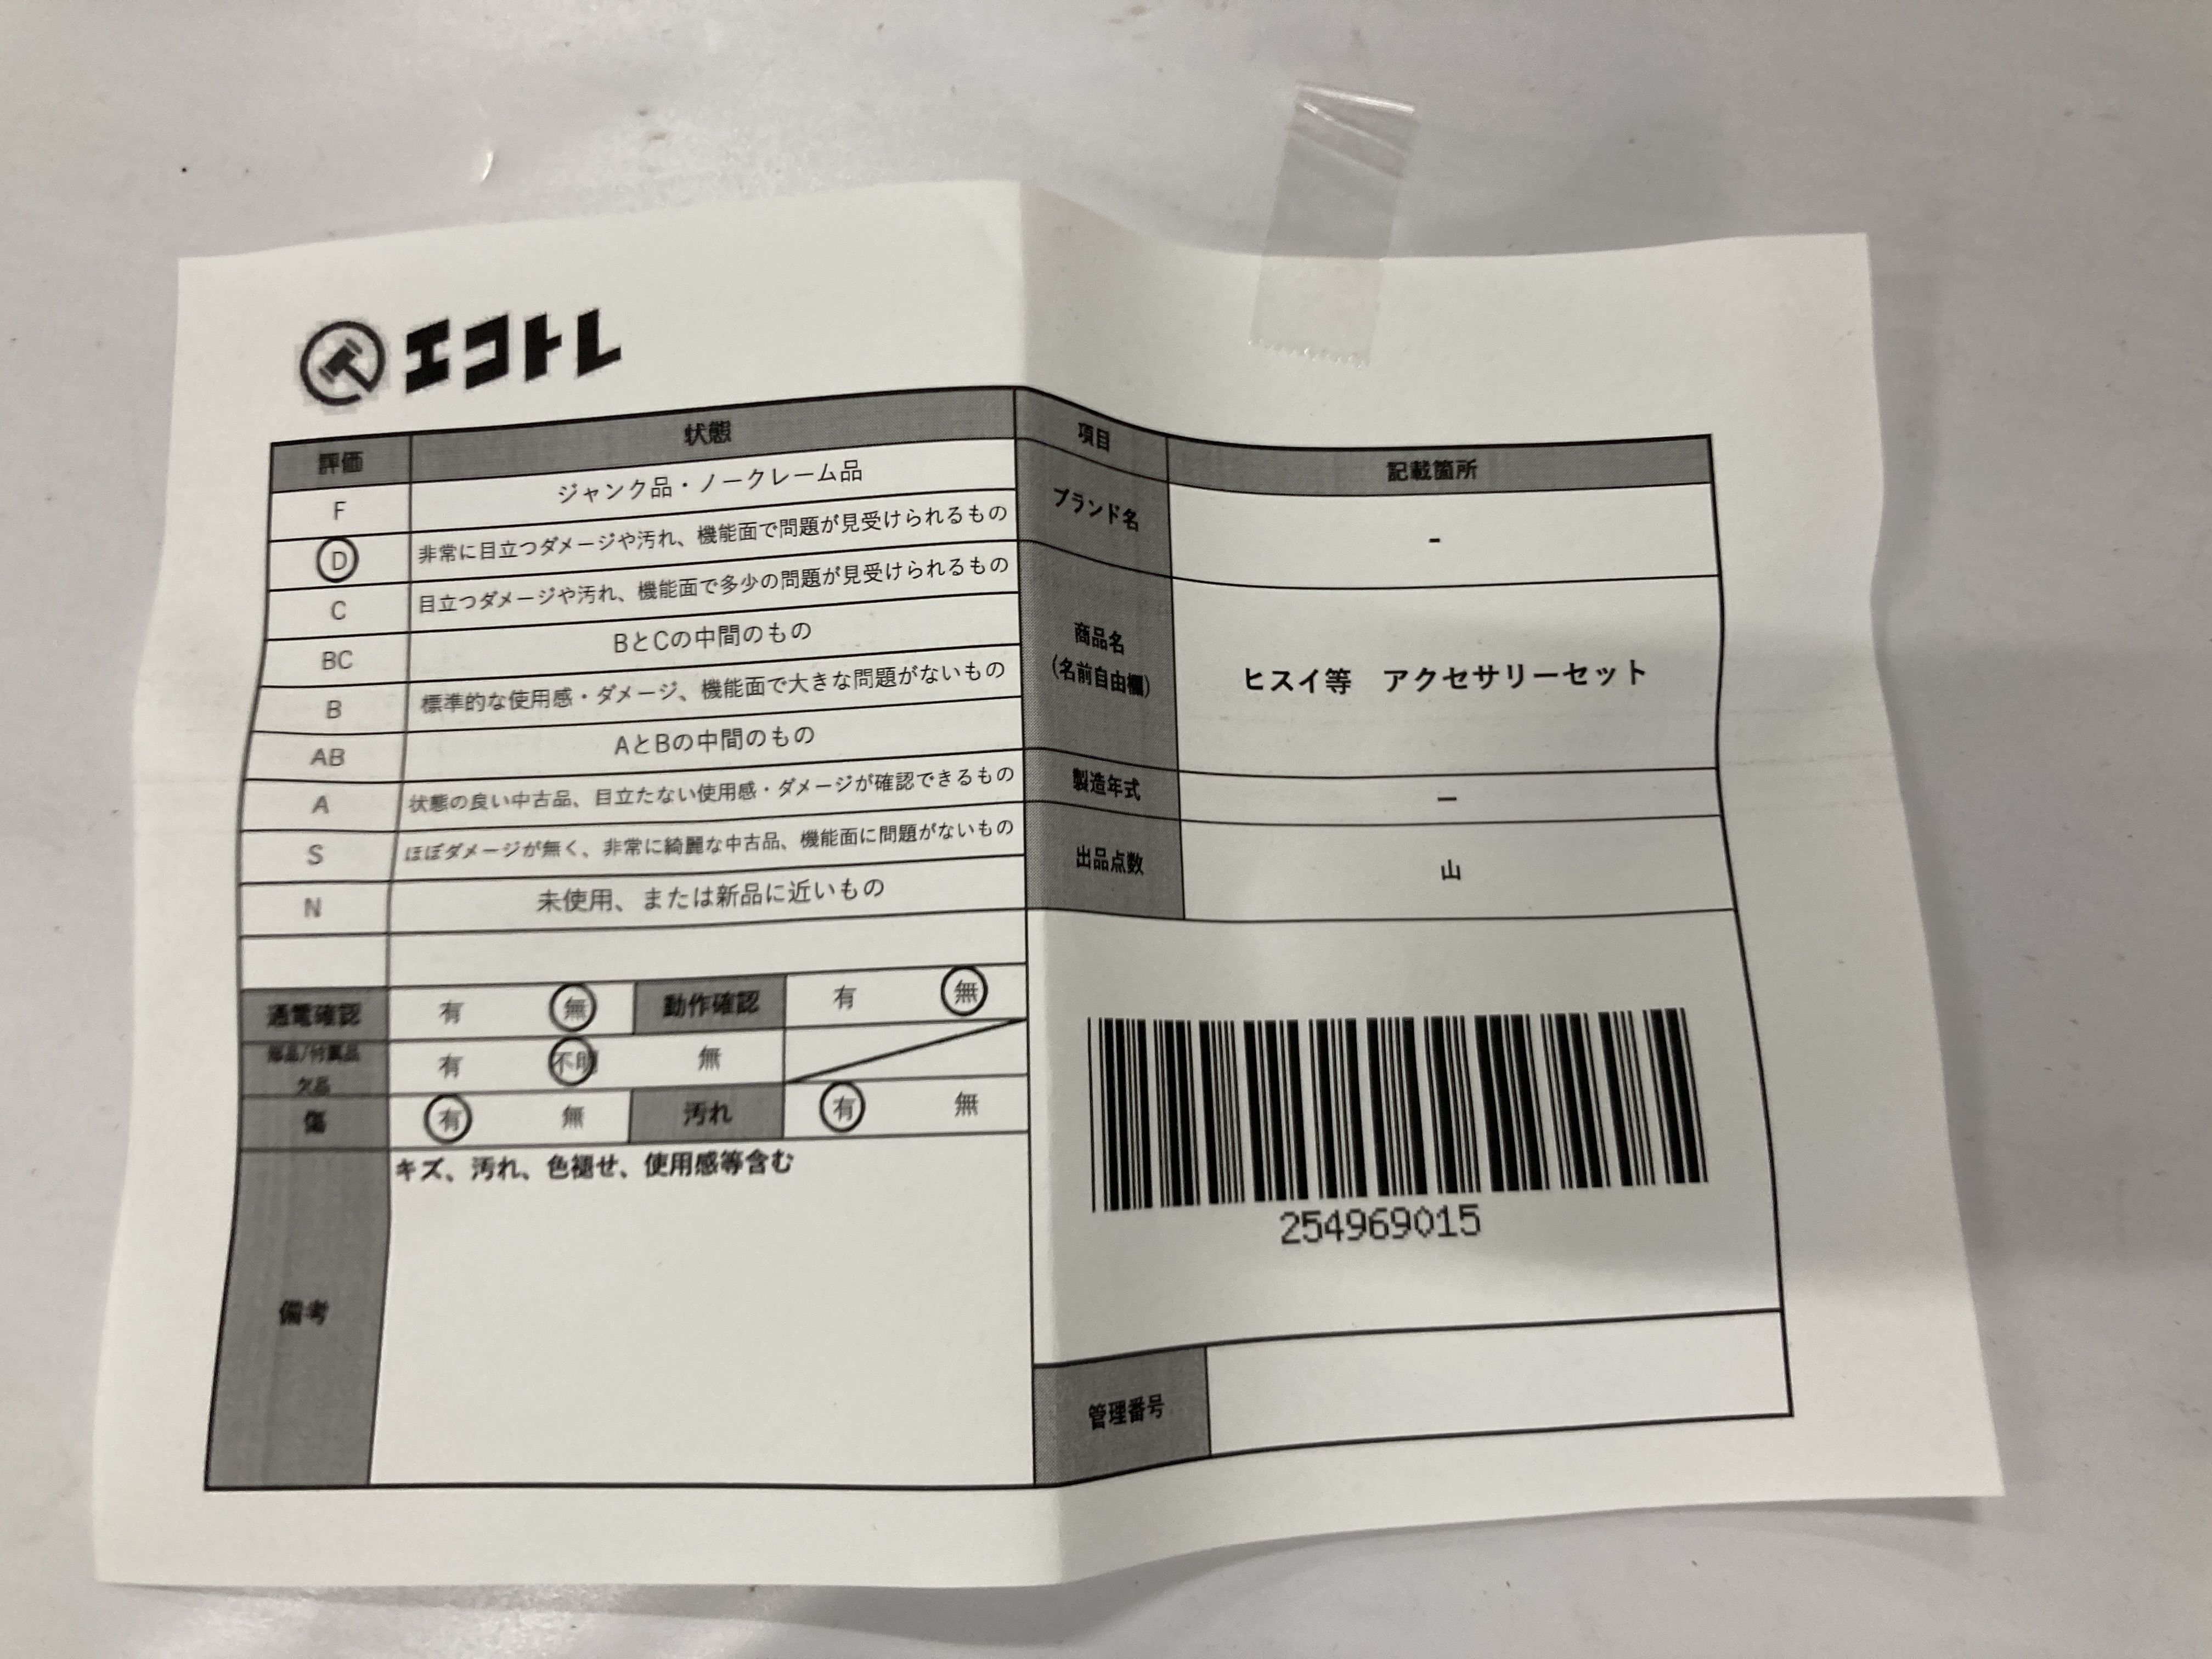 エコトレ
評価 状態
F ジャンク品・ノークレーム品
D 非常に目立つダメージや汚れ、機能面で問題が見受けられるもの
C 目立つダメージや汚れ、機能面で多少の問題が見受けられるもの
BC BとCの中間のもの
B 標準的な使用感・ダメージ、機能面で大きな問題がないもの
AB AとBの中間のもの
A 状態の良い中古品、目立たない使用感・ダメージが確認できるもの
S ほぼダメージが無く、非常に綺麗な中古品、機能面に問題がないもの
N 未使用、または新品に近いもの
通電確認 有 無 動作確認 有 無
部品/付属品 有 不明 無
欠品
傷 有 無 汚れ 有 無
備考 キズ、汚れ、色褪せ、使用感等含む
項目 記載箇所
ブランド名 -
商品名
(名前自由欄) ヒスイ等 アクセサリーセット
製造年式 ー
出品点数 山
254969015
管理番号